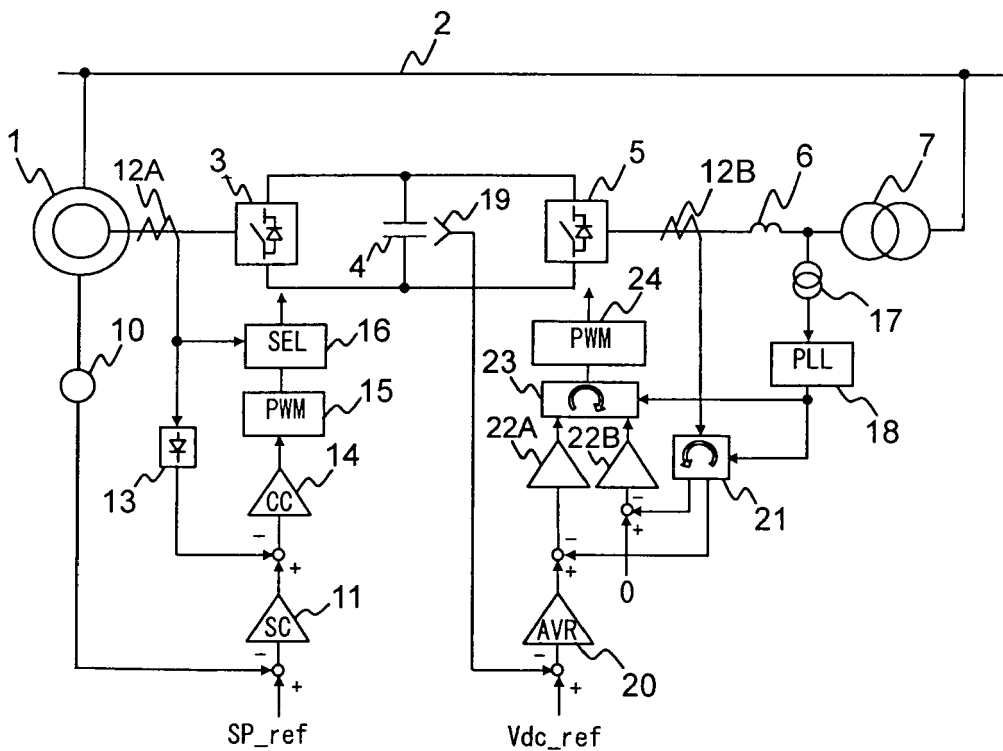 2
1
12A
3
5
12B
6
7
19
4
24
17
10
SEL
16
PWM
PLL
23
15
PWM
18
22A
22B
13
14
CC
21
−
+
−
+
−
+
0
11
SC
AVR
20
−
+
−
+
SP_ref
Vdc_ref